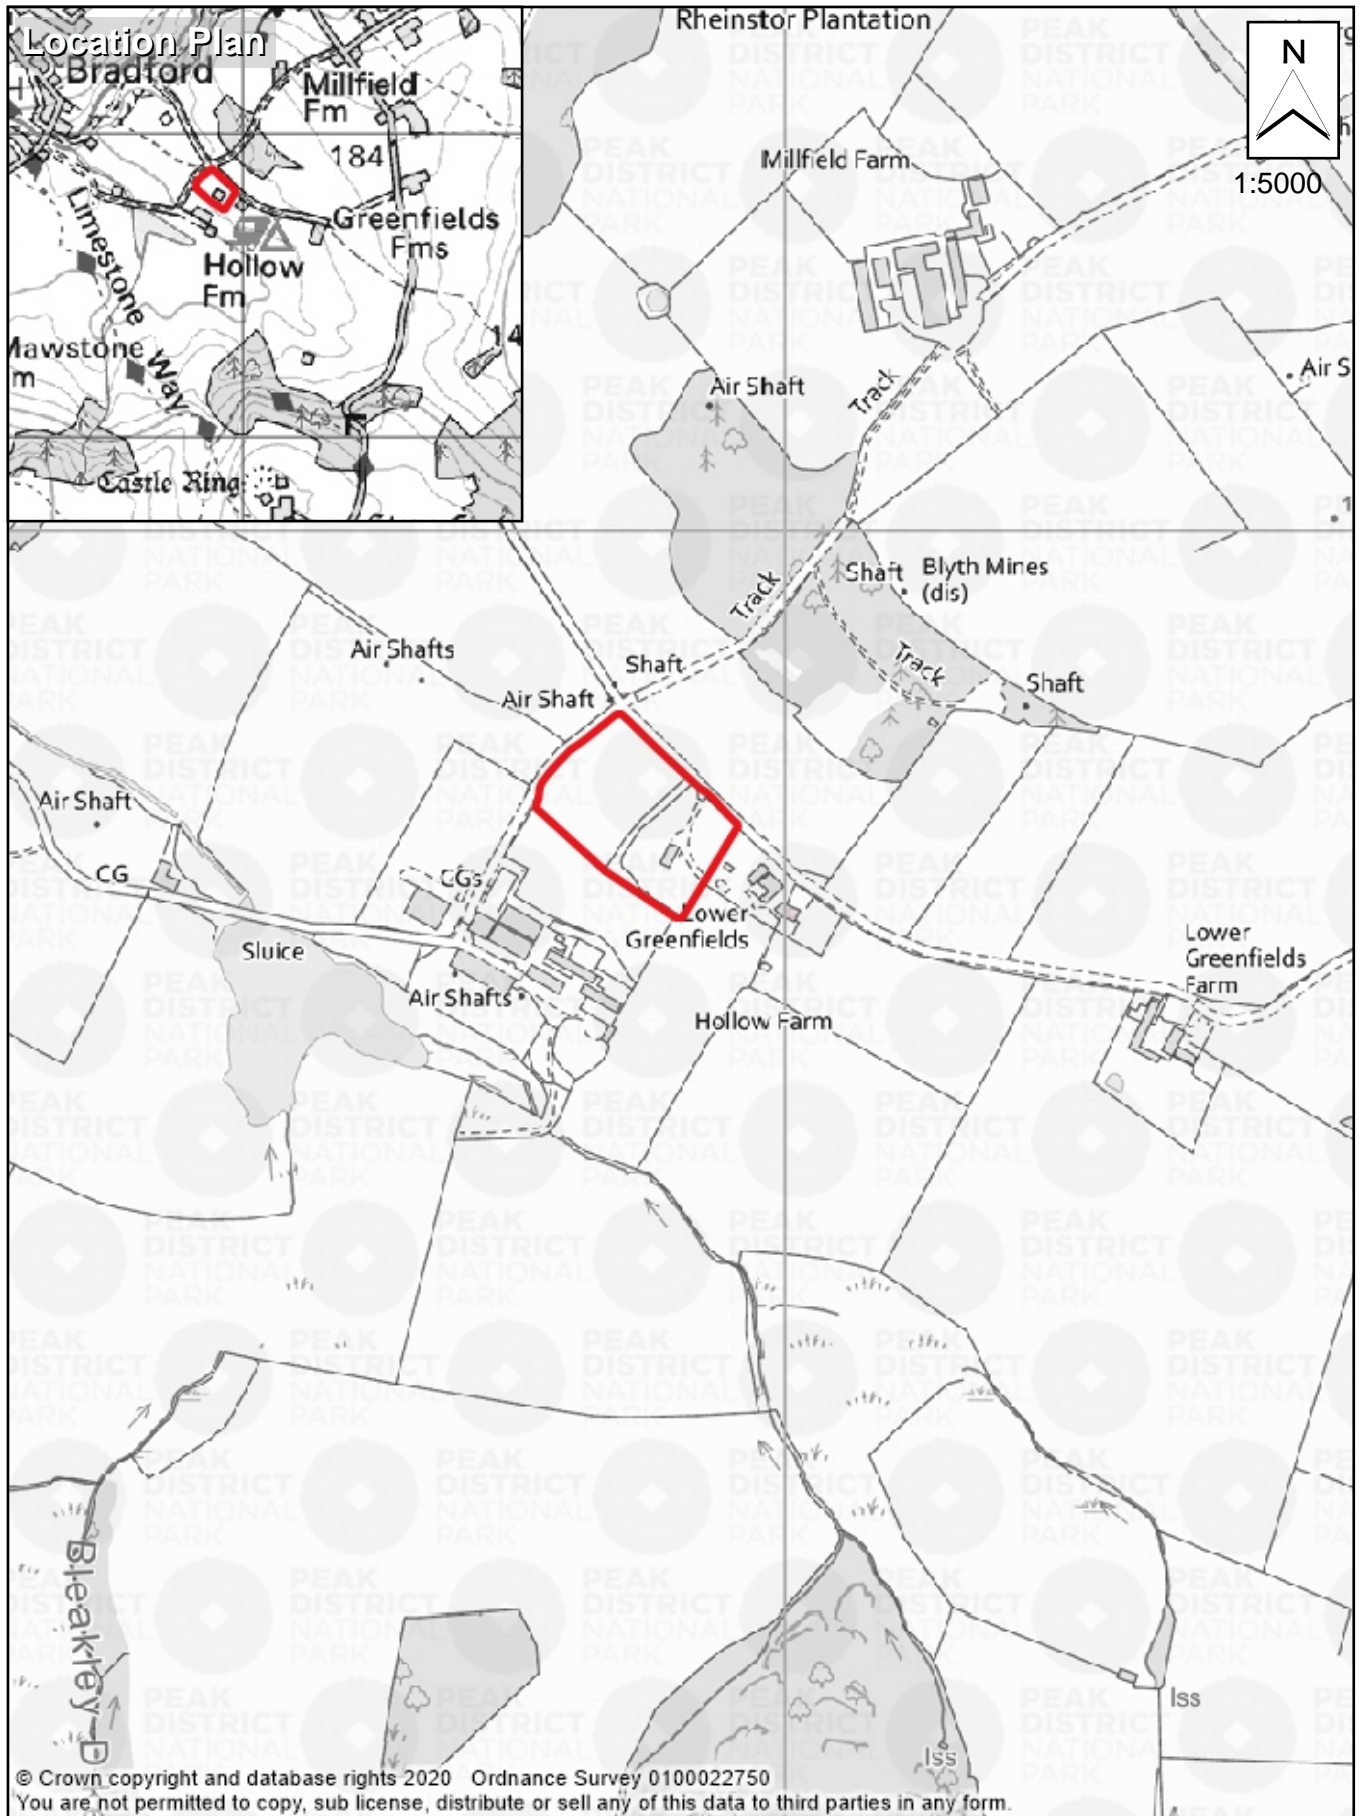 Location Plan
Bradford
Millfield
Fm
184
Greenfields
Fms
Hollow
Fm
Limestone Way
Mawstone
Castle Ring
Rheinstor Plantation
N
1:5000
Millfield Farm
Track
Air Shaft
Track
Shaft
Blyth Mines
(dis)
Track
Shaft
Air Shafts
Shaft
Air Shaft
Air Shaft
CG
CGs
Sluice
Air Shafts
Lower
Greenfields
Hollow Farm
Lower
Greenfields
Farm
Bleakley D
Iss
Iss
PEAK
DISTRICT
NATIONAL
PARK
© Crown copyright and database rights 2020 Ordnance Survey 0100022750
You are not permitted to copy, sub license, distribute or sell any of this data to third parties in any form.